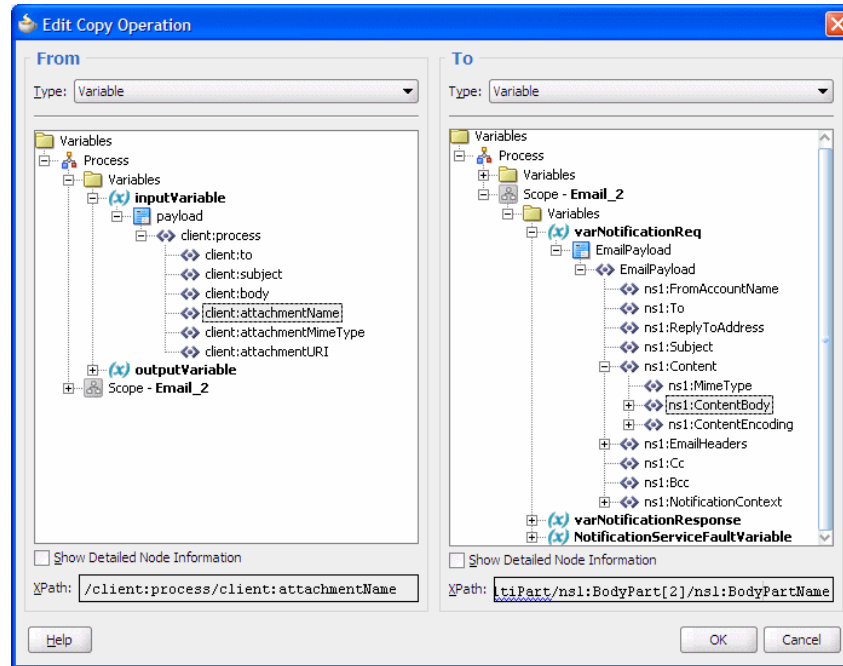 Edit Copy Operation
From
Type: Variable
Variables
Process
Variables
(x) inputVariable
payload
client:process
client:to
client:subject
client:body
client:attachmentName
client:attachmentMimeType
client:attachmentURI
(x) outputVariable
Scope - Email_2
Show Detailed Node Information
XPath: /client:process/client:attachmentName
To
Type: Variable
Variables
Process
Variables
Scope - Email_2
Variables
(x) varNotificationReq
EmailPayload
EmailPayload
ns1:FromAccountName
ns1:To
ns1:ReplyToAddress
ns1:Subject
ns1:Content
ns1:MimeType
ns1:ContentBody
ns1:ContentEncoding
ns1:EmailHeaders
ns1:Cc
ns1:Bcc
ns1:NotificationContext
(x) varNotificationResponse
(x) NotificationServiceFaultVariable
Show Detailed Node Information
XPath: ltiPart/ns1:BodyPart[2]/ns1:BodyPartName
Help
OK
Cancel